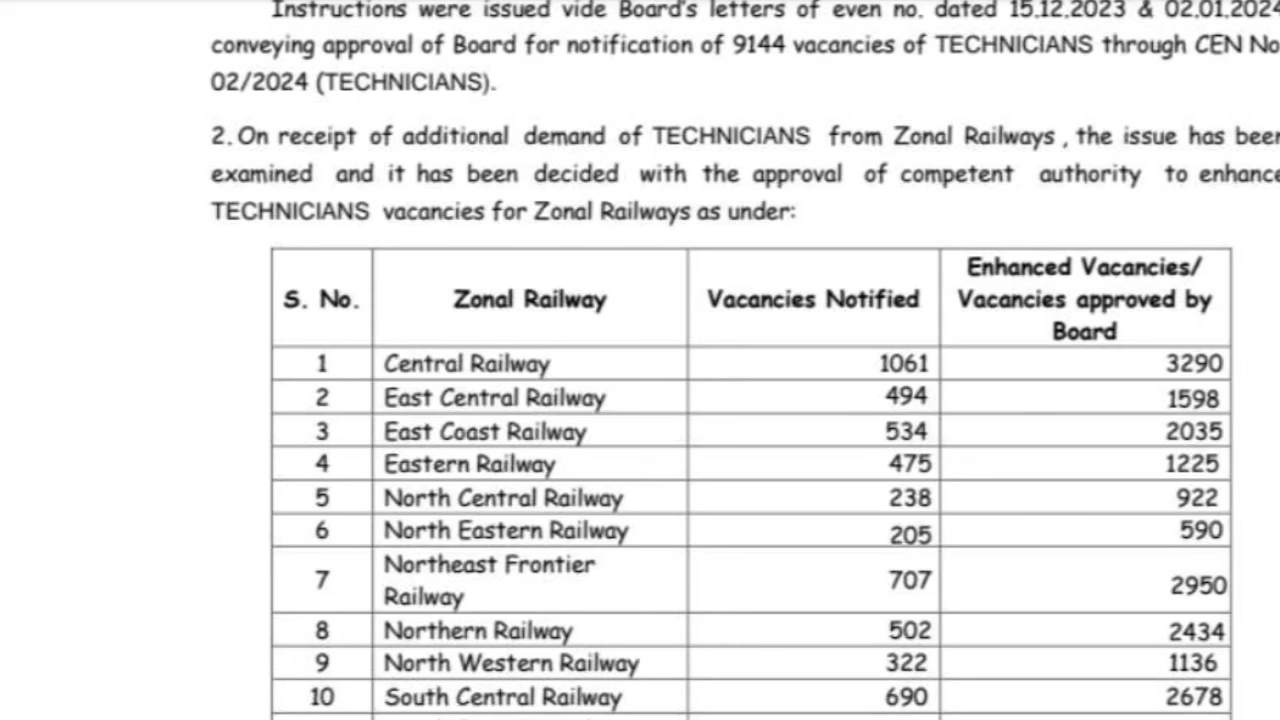 Instructions were issued vide Board's letters of even no. dated 15.12.2023 & 02.01.2024
conveying approval of Board for notification of 9144 vacancies of TECHNICIANS through CEN No
02/2024 (TECHNICIANS).
2. On receipt of additional demand of TECHNICIANS from Zonal Railways, the issue has been
examined and it has been decided with the approval of competent authority to enhance
TECHNICIANS vacancies for Zonal Railways as under:
S. No. Zonal Railway Vacancies Notified Enhanced Vacancies/
Vacancies approved by
Board
1 Central Railway 1061 3290
2 East Central Railway 494 1598
3 East Coast Railway 534 2035
4 Eastern Railway 475 1225
5 North Central Railway 238 922
6 North Eastern Railway 205 590
7 Northeast Frontier
Railway 707 2950
8 Northern Railway 502 2434
9 North Western Railway 322 1136
10 South Central Railway 690 2678